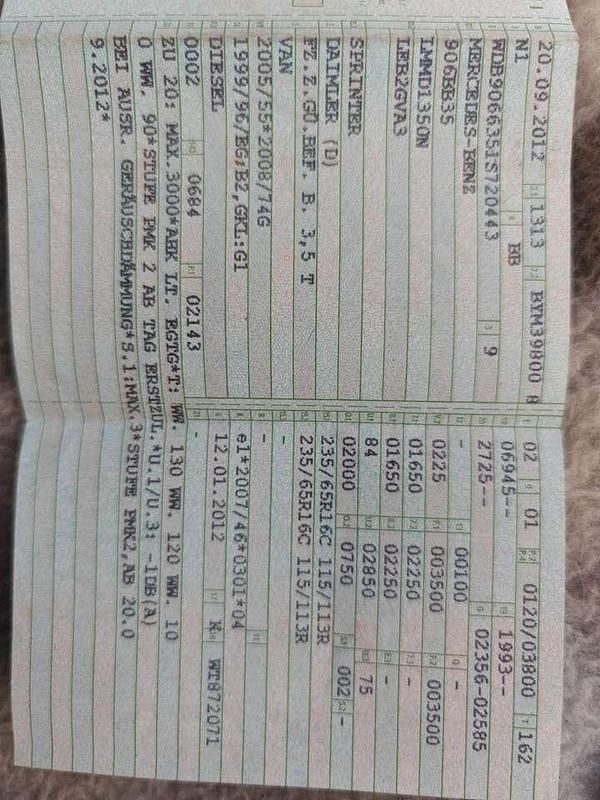 20.09.2012 1313 BYM39800
N1 BB
WDB9066351S720443 9
MERCEDES-BENZ
906BB35
LMMD1350N
LEB2GVA3
SPRINTER
DAIMLER (D)
FZ.Z.GÜ.BEF. B. 3,5 T
VAN
2005/55*2008/74G
1999/96/EG;B2,GKL:G1
DIESEL
0002 0684 02143
02 01 0120/03800 162
06945-- 1993--
2725-- 02356-02585
- 00100 -
0225 003500 003500
01650 02250 -
01650 02250 -
84 02850 75
02000 0750 002 -
235/65R16C 115/113R
235/65R16C 115/113R
-
-
e1*2007/46*0301*04
12.01.2012 K WT872071
-
ZU 20: MAX.3000*AHK LT. EGTG*T: WW. 130 WW. 120 WW. 10
0 WW. 90*STUFE PMK 2 AB TAG ERSTZUL.*U.1/U.3: -1DB(A)
BEI AUSR. GERÄUSCHDÄMMUNG*S.1:MAX.3*STUFE PMK2,AB 20.0
9.2012*